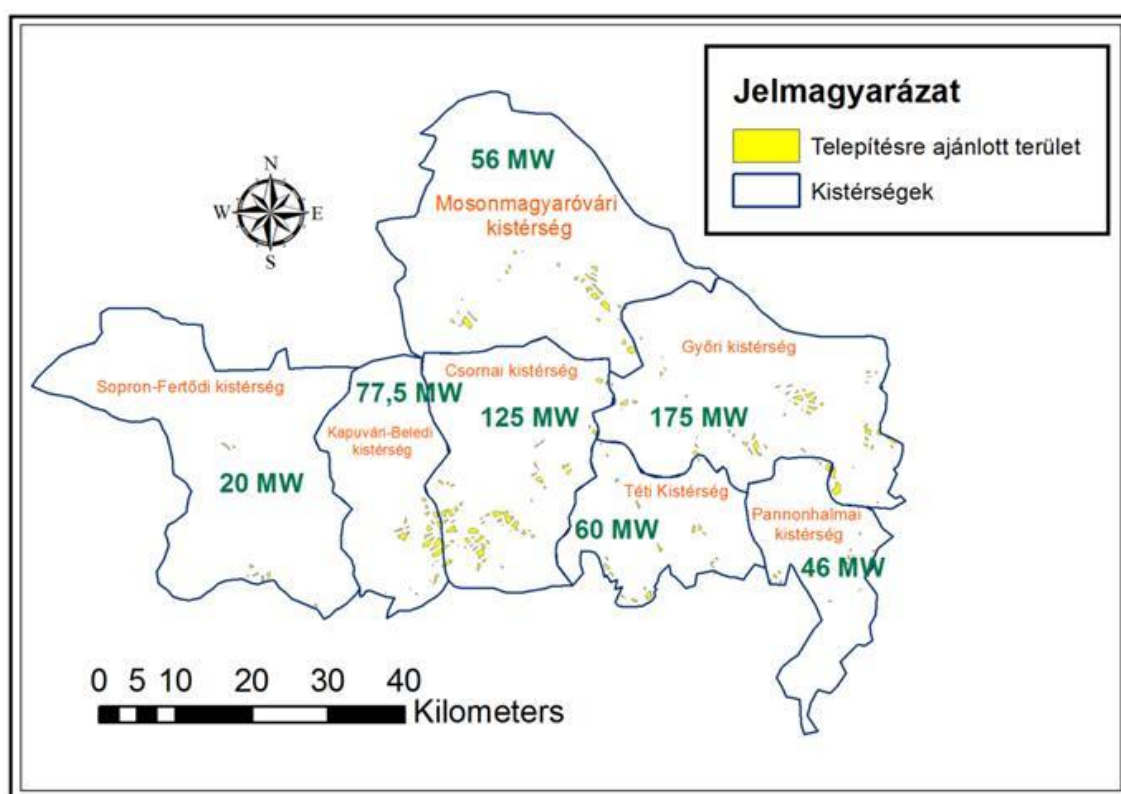 Jelmagyarázat
Telepítésre ajánlott terület
Kistérségek
N
W
E
S
56 MW
Mosonmagyaróvári
kistérség
Győri kistérség
175 MW
Csornai kistérség
125 MW
Sopron-Fertődi kistérség
20 MW
77,5 MW
Kapuvári-Beledi
kistérség
Téti Kistérség
60 MW
Pannonhalmai
kistérség
46 MW
0 5 10 20 30 40
Kilometers